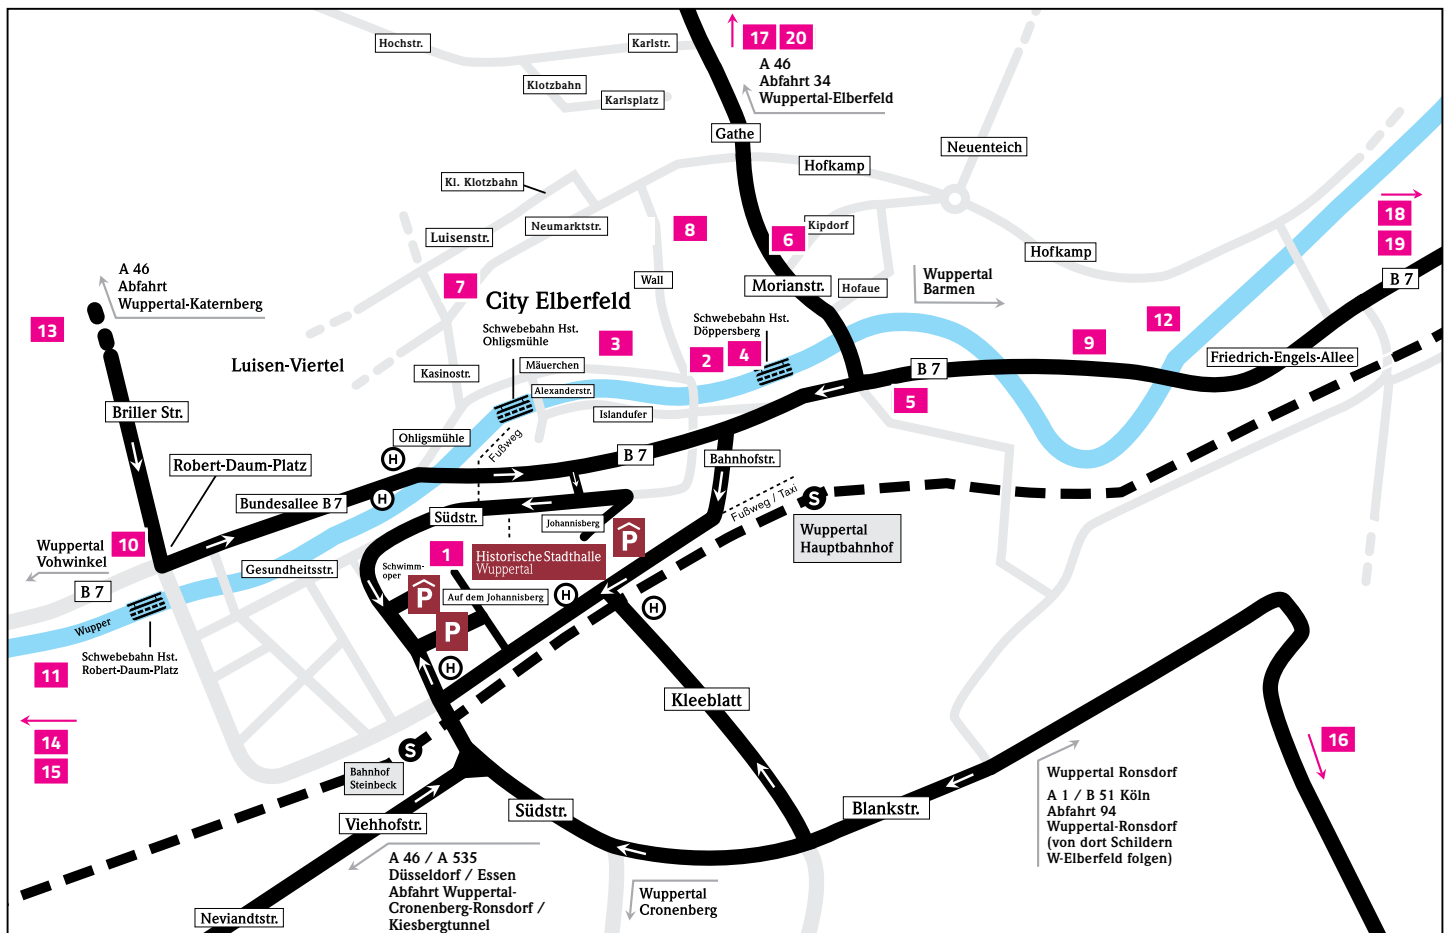 Hochstr.
Karlstr.
17 20
A 46
Abfahrt 34
Wuppertal-Elberfeld
Klotzbahn
Karlsplatz
Gathe
Neuenteich
Hofkamp
Kl. Klotzbahn
18
19
Neumarktstr.
8
Kipdorf
6
Luisenstr.
Hofkamp
A 46
Abfahrt
Wuppertal-Katernberg
7
City Elberfeld
Wall
Morianstr.
Hofaue
Wuppertal
Barmen
B 7
13
Schwebebahn Hst.
Ohligsmühle
3
Schwebebahn Hst.
Döppersberg
12
9
2
4
Luisen-Viertel
Mäuerchen
Kasinostr.
Friedrich-Engels-Allee
B 7
Alexanderstr.
5
Briller Str.
Islandufer
Ohligsmühle
Fußweg
H
B 7
Bahnhofstr.
Robert-Daum-Platz
Bundesallee B 7
H
Fußweg / Taxi
S
Südstr.
Johannisberg
Wuppertal
Hauptbahnhof
10
Wuppertal
Vohwinkel
1
Historische Stadthalle
Wuppertal
P
Gesundheitsstr.
Schwimm-
oper
B 7
P
Auf dem Johannisberg
H
H
Wupper
P
Schwebebahn Hst.
Robert-Daum-Platz
H
11
Kleeblatt
14
15
S
16
Bahnhof
Steinbeck
Wuppertal Ronsdorf
A 1 / B 51 Köln
Abfahrt 94
Wuppertal-Ronsdorf
(von dort Schildern
W-Elberfeld folgen)
Südstr.
Blankstr.
Viehhofstr.
A 46 / A 535
Düsseldorf / Essen
Abfahrt Wuppertal-
Cronenberg-Ronsdorf /
Kiesbergtunnel
Wuppertal
Cronenberg
Neviandtstr.